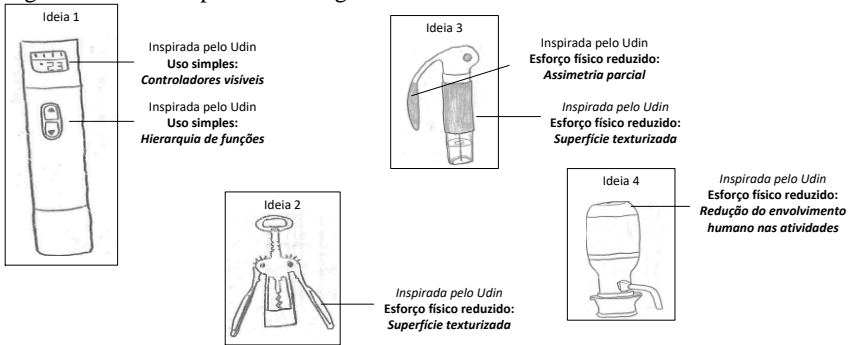 Ideia 1
Inspirada pelo Udin
Uso simples:
Controladores visíveis
Inspirada pelo Udin
Uso simples:
Hierarquia de funções
Ideia 2
Inspirada pelo Udin
Esforço físico reduzido:
Superfície texturizada
Ideia 3
Inspirada pelo Udin
Esforço físico reduzido:
Assimetria parcial
Inspirada pelo Udin
Esforço físico reduzido:
Superfície texturizada
Ideia 4
Inspirada pelo Udin
Esforço físico reduzido:
Redução do envolvimento
humano nas atividades